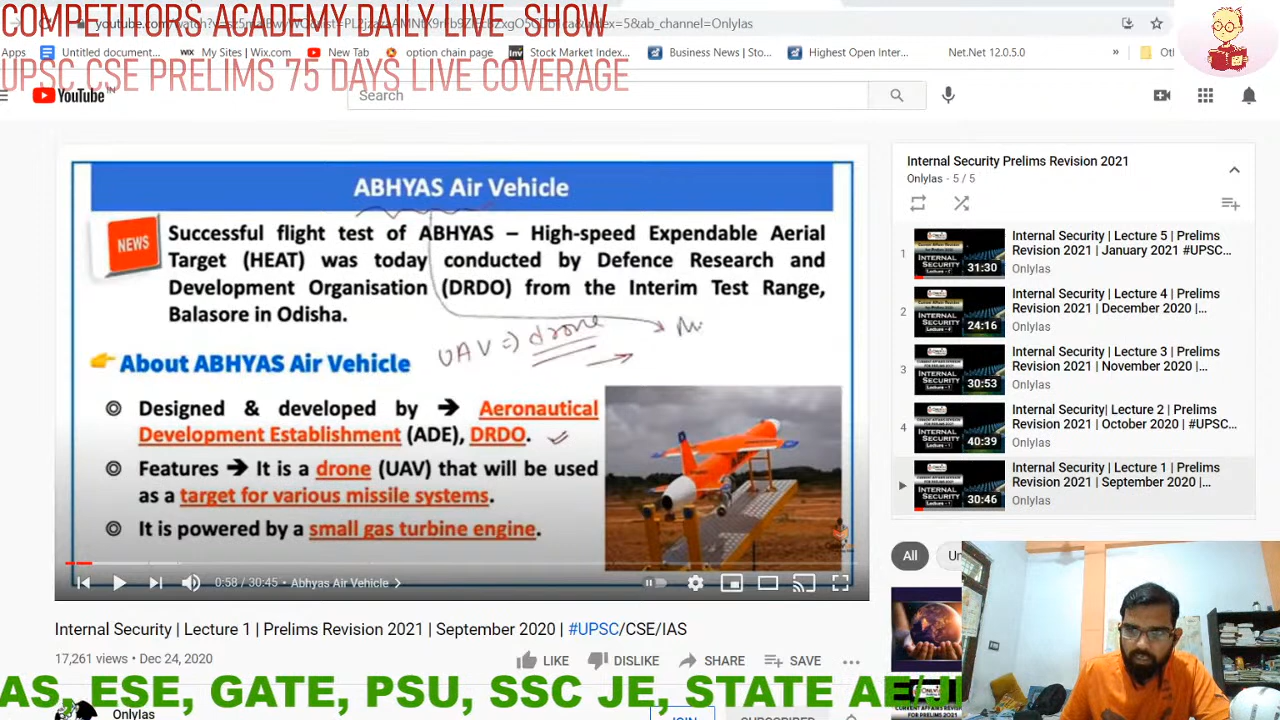 COMPETITORS ACADEMY DAILY LIVE-SHOW
UPSC CSE PRELIMS 75 DAYS LIVE COVERAGE
Apps
Untitled document...
My Sites | Wix.com
New Tab
option chain page
Stock Market Index...
Business News | Sto...
Highest Open Inter...
Net.Net 12.0.5.0
»
YouTube
Search
ABHYAS Air Vehicle
NEWS
Successful flight test of ABHYAS – High-speed Expendable Aerial
Target (HEAT) was today conducted by Defence Research and
Development Organisation (DRDO) from the Interim Test Range,
Balasore in Odisha.
UAV => drone
About ABHYAS Air Vehicle
Designed & developed by → Aeronautical
Development Establishment (ADE), DRDO.
Features → It is a drone (UAV) that will be used
as a target for various missile systems.
It is powered by a small gas turbine engine.
0:58 / 30:45 • Abhyas Air Vehicle
Internal Security | Lecture 1 | Prelims Revision 2021 | September 2020 | #UPSC/CSE/IAS
17,261 views • Dec 24, 2020
LIKE DISLIKE SHARE SAVE ...
Internal Security Prelims Revision 2021
Onlylas - 5 / 5
1
31:30
Internal Security | Lecture 5 | Prelims
Revision 2021 | January 2021 #UPSC...
Onlylas
2
24:16
Internal Security | Lecture 4 | Prelims
Revision 2021 | December 2020 |...
Onlylas
3
30:53
Internal Security | Lecture 3 | Prelims
Revision 2021 | November 2020 |...
Onlylas
4
40:39
Internal Security| Lecture 2 | Prelims
Revision 2021 | October 2020 | #UPSC...
Onlylas
30:46
Internal Security | Lecture 1 | Prelims
Revision 2021 | September 2020 |...
Onlylas
All
AS, ESE, GATE, PSU, SSC JE, STATE AE/J
Onlylas
JOIN
SUBSCRIBED